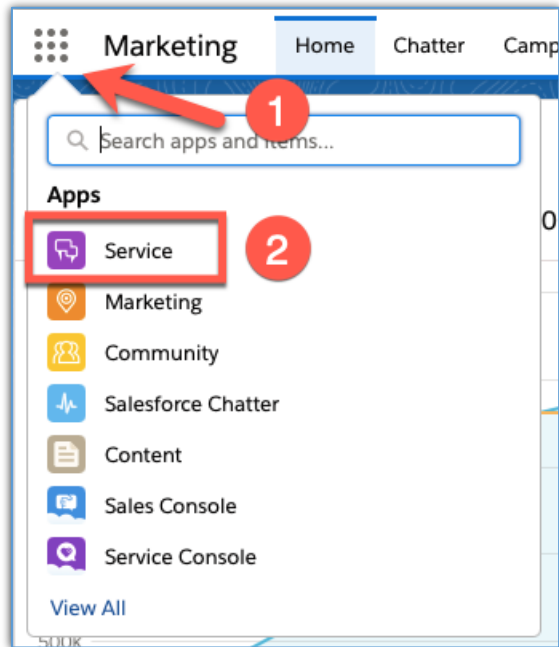 Marketing Home Chatter Camp
1
Search apps and items...
Apps
Service 2
Marketing
Community
Salesforce Chatter
Content
Sales Console
Service Console
View All
0
500K